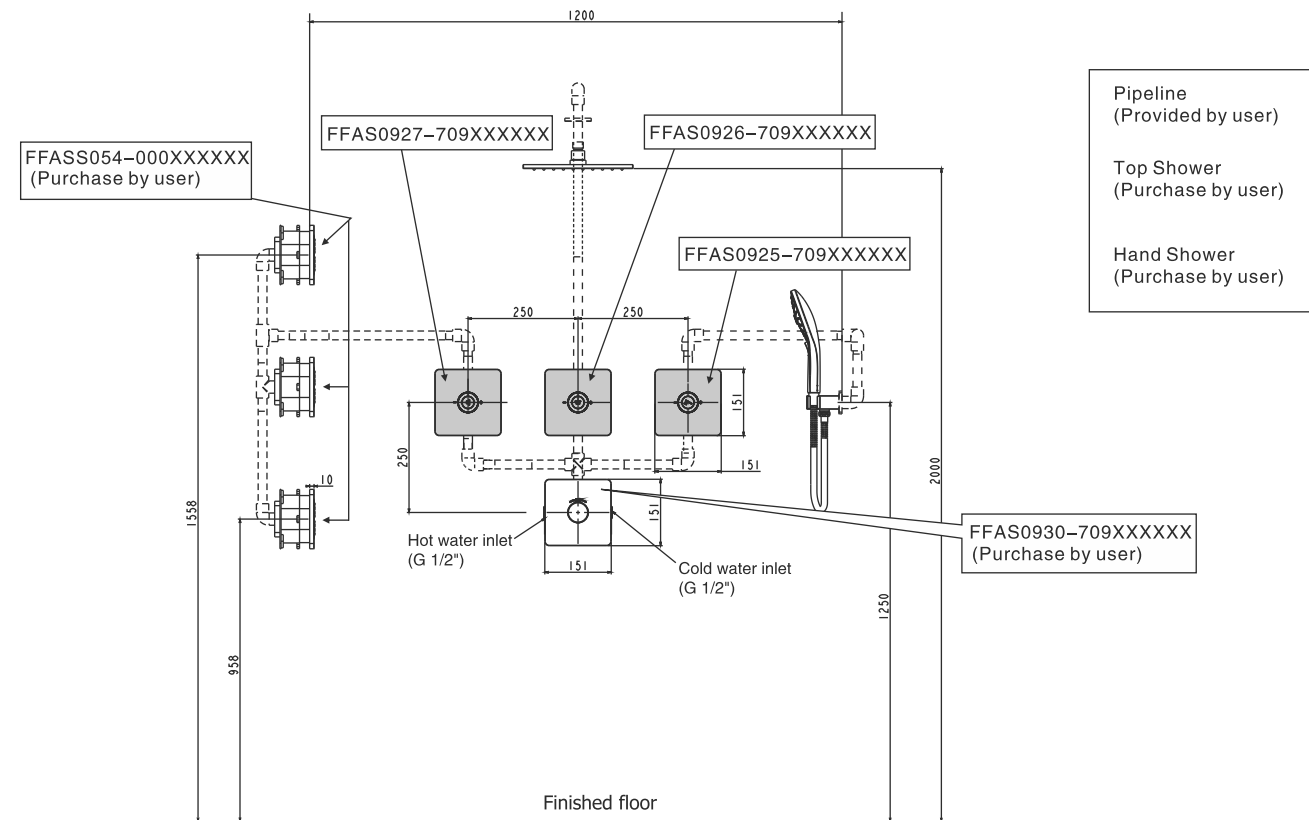 1200
FFAS0927-709XXXXXX
FFAS0926-709XXXXXX
FFASS054-000XXXXXX
(Purchase by user)
FFAS0925-709XXXXXX
Pipeline
(Provided by user)
Top Shower
(Purchase by user)
Hand Shower
(Purchase by user)
250
250
151
151
250
10
1558
958
2000
1250
151
151
Hot water inlet
(G 1/2")
Cold water inlet
(G 1/2")
FFAS0930-709XXXXXX
(Purchase by user)
Finished floor